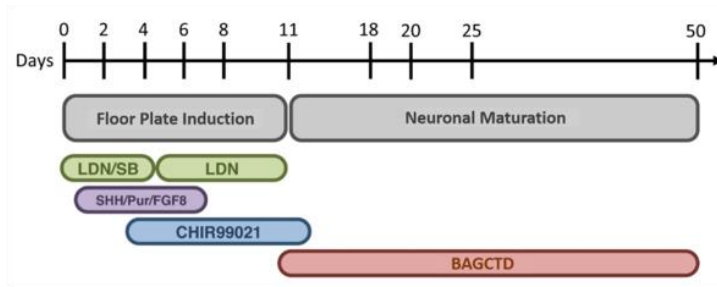 0 2 4 6 8 11 18 20 25 50
Days
Floor Plate Induction Neuronal Maturation
LDN/SB LDN
SHH/Pur/FGF8
CHIR99021
BAGCTD